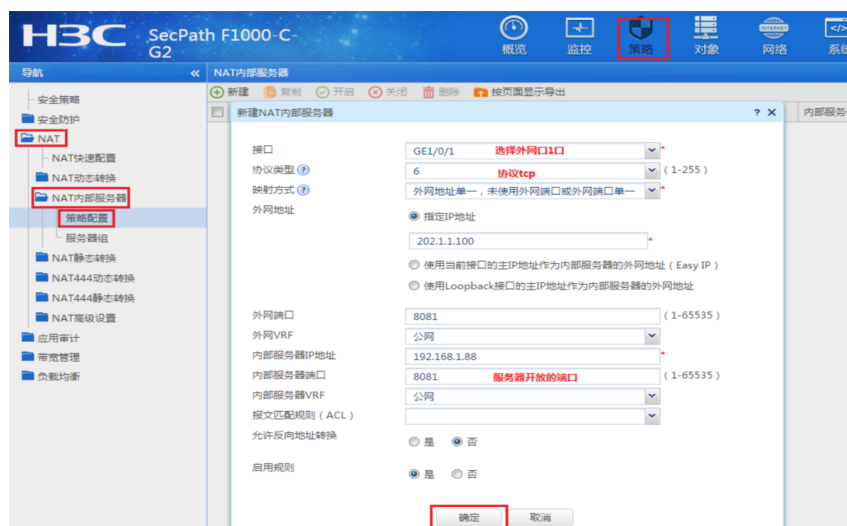 H3C SecPath F1000-C-G2
概览 监控 策略 对象 网络 系统
导航 «
安全策略
安全防护
NAT
NAT快速配置
NAT动态转换
NAT内部服务器
策略配置
服务器组
NAT静态转换
NAT444动态转换
NAT444静态转换
NAT高级设置
应用审计
带宽管理
负载均衡
NAT内部服务器
新建 复制 开启 关闭 删除 按页面显示导出
内部服务
新建NAT内部服务器 ? ×
接口 GE1/0/1 选择外网口1口 *
协议类型 ? 6 协议tcp (1-255)
映射方式 ? 外网地址单一，未使用外网端口或外网端口单一 *
外网地址 指定IP地址
202.1.1.100 *
使用当前接口的主IP地址作为内部服务器的外网地址（Easy IP）
使用Loopback接口的主IP地址作为内部服务器的外网地址
外网端口 8081 (1-65535)
外网VRF 公网
内部服务器IP地址 192.168.1.88 *
内部服务器端口 8081 服务器开放的端口 (1-65535)
内部服务器VRF 公网
报文匹配规则（ACL）
允许反向地址转换 是 否
启用规则 是 否
确定 取消